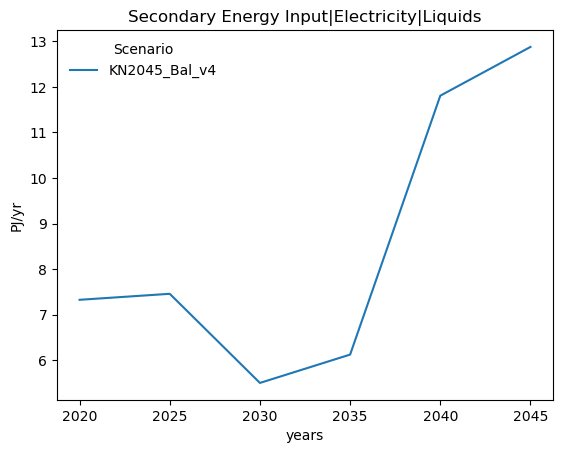 Secondary Energy Input|Electricity|Liquids
Scenario
KN2045_Bal_v4
13
12
11
10
9
8
7
6
PJ/yr
2020 2025 2030 2035 2040 2045
years